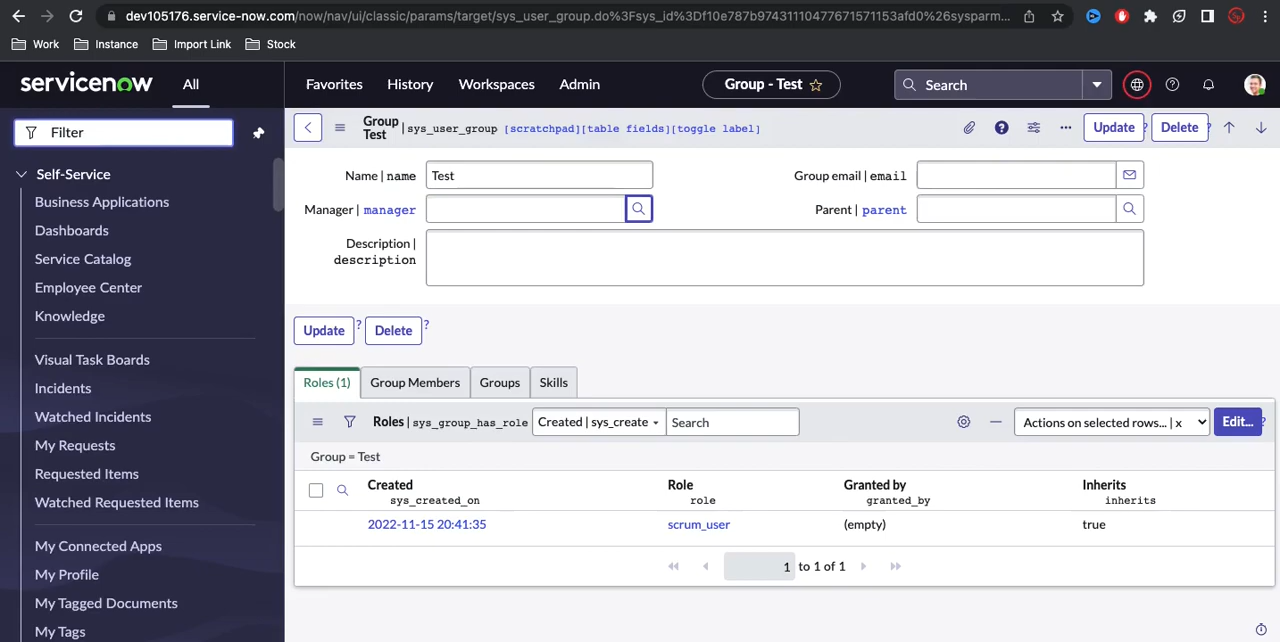 dev105176.service-now.com/now/nav/ui/classic/params/target/sys_user_group.do%3Fsys_id%3Df10e787b97431110477671571153afd0%26sysparm...
Work Instance Import Link Stock
servicenow All Favorites History Workspaces Admin Group - Test Search
Filter
Self-Service
Business Applications
Dashboards
Service Catalog
Employee Center
Knowledge
Visual Task Boards
Incidents
Watched Incidents
My Requests
Requested Items
Watched Requested Items
My Connected Apps
My Profile
My Tagged Documents
My Tags
Group
Test | sys_user_group [scratchpad][table fields][toggle label] ? ... Update ? Delete ?
Name | name Test Group email | email
Manager | manager Parent | parent
Description |
description
Update ? Delete ?
Roles (1) Group Members Groups Skills
Roles | sys_group_has_role Created | sys_create Search Actions on selected rows... | x Edit... ?
Group = Test
Created Role Granted by Inherits
sys_created_on role granted_by inherits
2022-11-15 20:41:35 scrum_user (empty) true
1 to 1 of 1